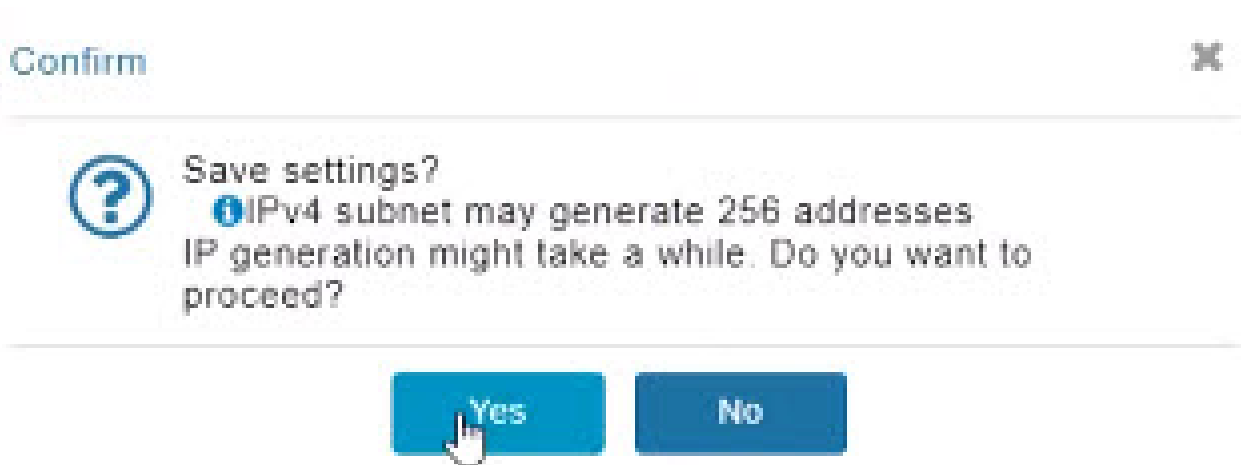 Confirm
Save settings?
IPv4 subnet may generate 256 addresses
IP generation might take a while. Do you want to
proceed?
Yes
No